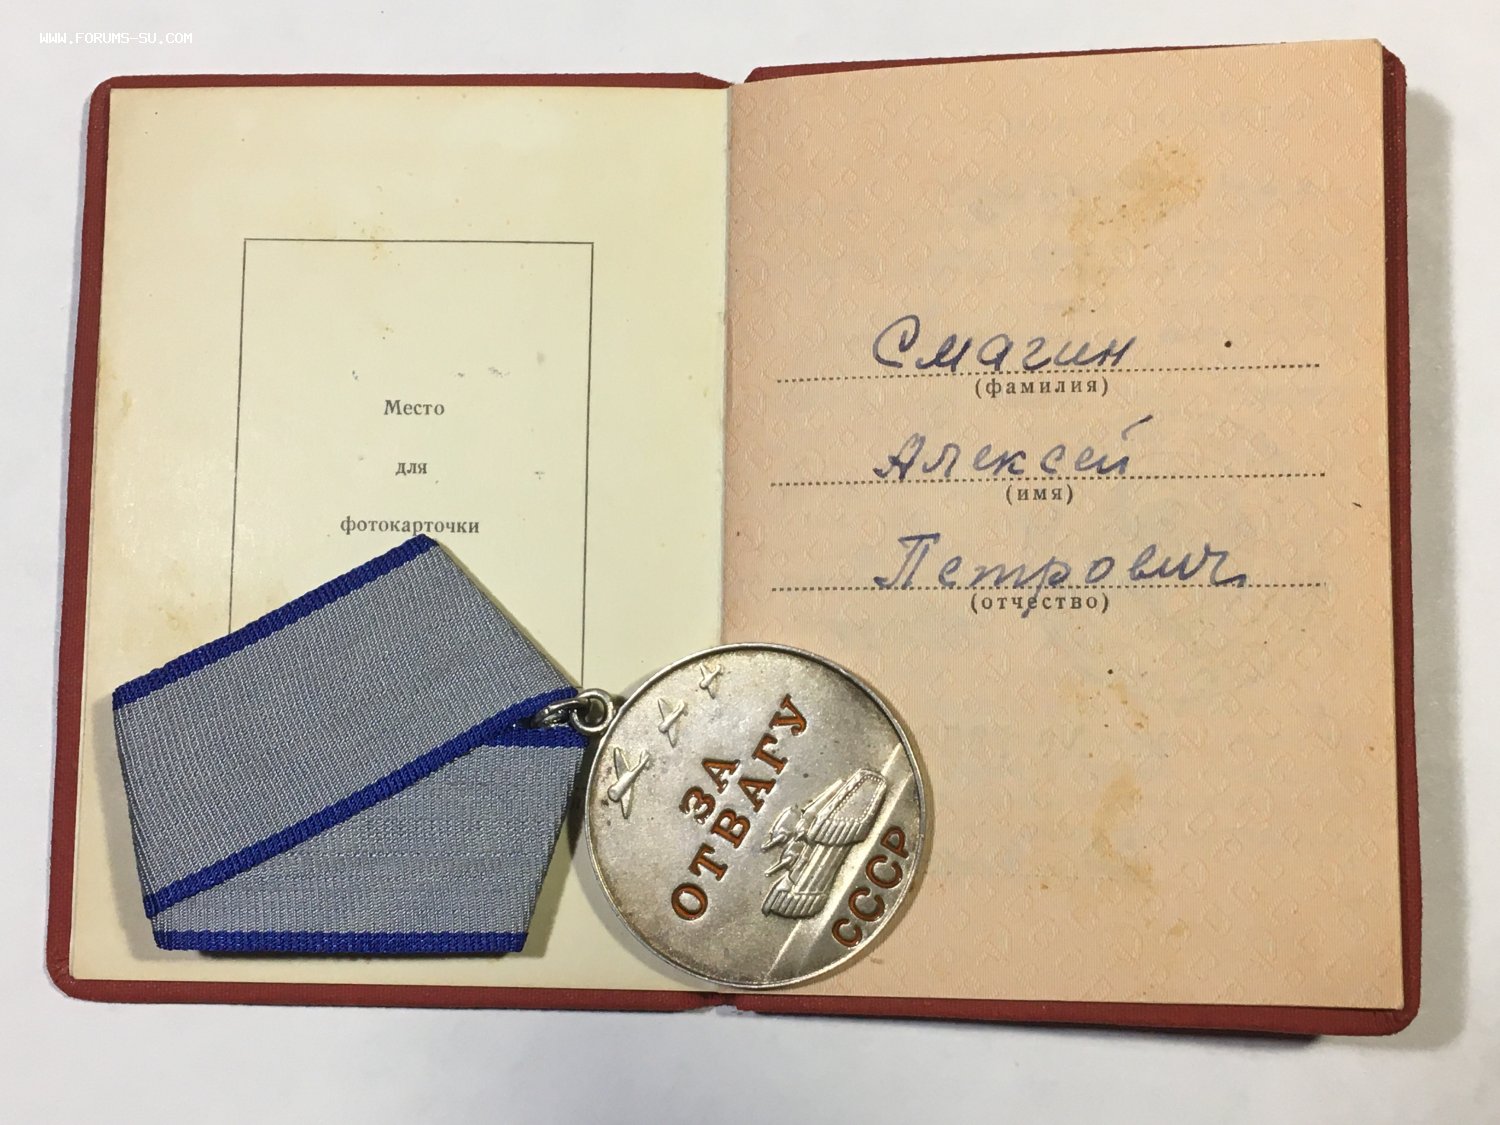 WWW.FORUMS-SU.COM
Место
для
фотокарточки
Смагин
(фамилия)
Алексей
(имя)
Петрович
(отчество)
ЗА
ОТВАГУ
СССР